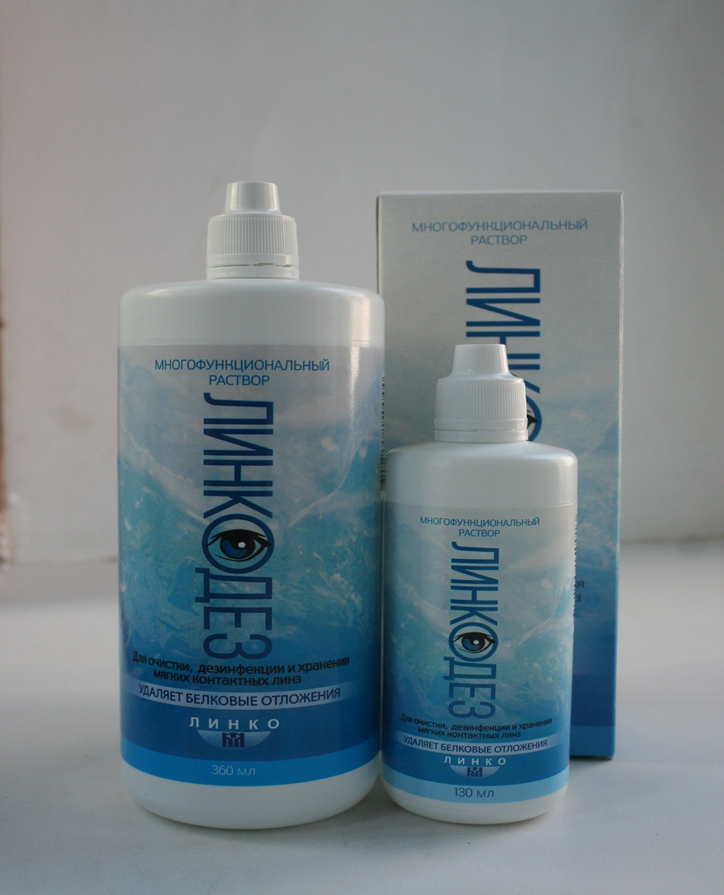 МНОГОФУНКЦИОНАЛЬНЫЙ
РАСТВОР
ЛИНКОДЕЗ
Для очистки, дезинфекции и хранения
мягких контактных линз
УДАЛЯЕТ БЕЛКОВЫЕ ОТЛОЖЕНИЯ
ЛИНКО
360 мл
МНОГОФУНКЦИОНАЛЬНЫЙ
РАСТВОР
ЛИНКО
МНОГОФУНКЦИОНАЛЬНЫЙ
РАСТВОР
ЛИНКОДЕЗ
Для очистки, дезинфекции и хранения
мягких контактных линз
УДАЛЯЕТ БЕЛКОВЫЕ ОТЛОЖЕНИЯ
ЛИНКО
130 мл